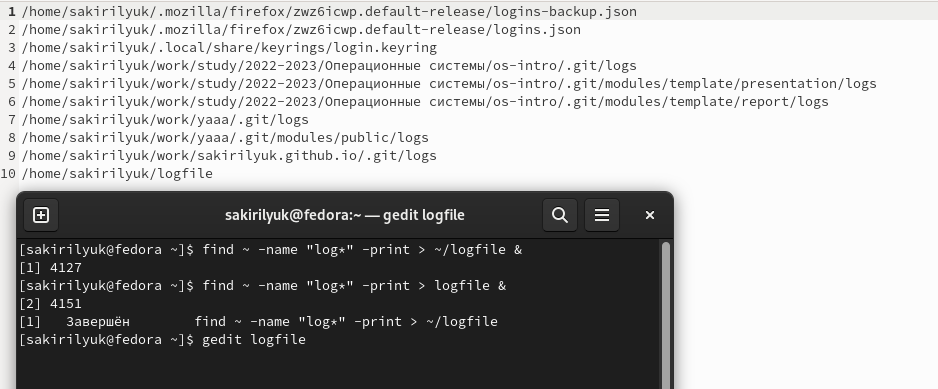 1 /home/sakirilyuk/.mozilla/firefox/zwz6icwp.default-release/logins-backup.json
2 /home/sakirilyuk/.mozilla/firefox/zwz6icwp.default-release/logins.json
3 /home/sakirilyuk/.local/share/keyrings/login.keyring
4 /home/sakirilyuk/work/study/2022-2023/Операционные системы/os-intro/.git/logs
5 /home/sakirilyuk/work/study/2022-2023/Операционные системы/os-intro/.git/modules/template/presentation/logs
6 /home/sakirilyuk/work/study/2022-2023/Операционные системы/os-intro/.git/modules/template/report/logs
7 /home/sakirilyuk/work/yaaa/.git/logs
8 /home/sakirilyuk/work/yaaa/.git/modules/public/logs
9 /home/sakirilyuk/work/sakirilyuk.github.io/.git/logs
10 /home/sakirilyuk/logfile
sakirilyuk@fedora:~ — gedit logfile
[sakirilyuk@fedora ~]$ find ~ -name "log*" -print > ~/logfile &
[1] 4127
[sakirilyuk@fedora ~]$ find ~ -name "log*" -print > logfile &
[2] 4151
[1]   Завершён        find ~ -name "log*" -print > ~/logfile
[sakirilyuk@fedora ~]$ gedit logfile